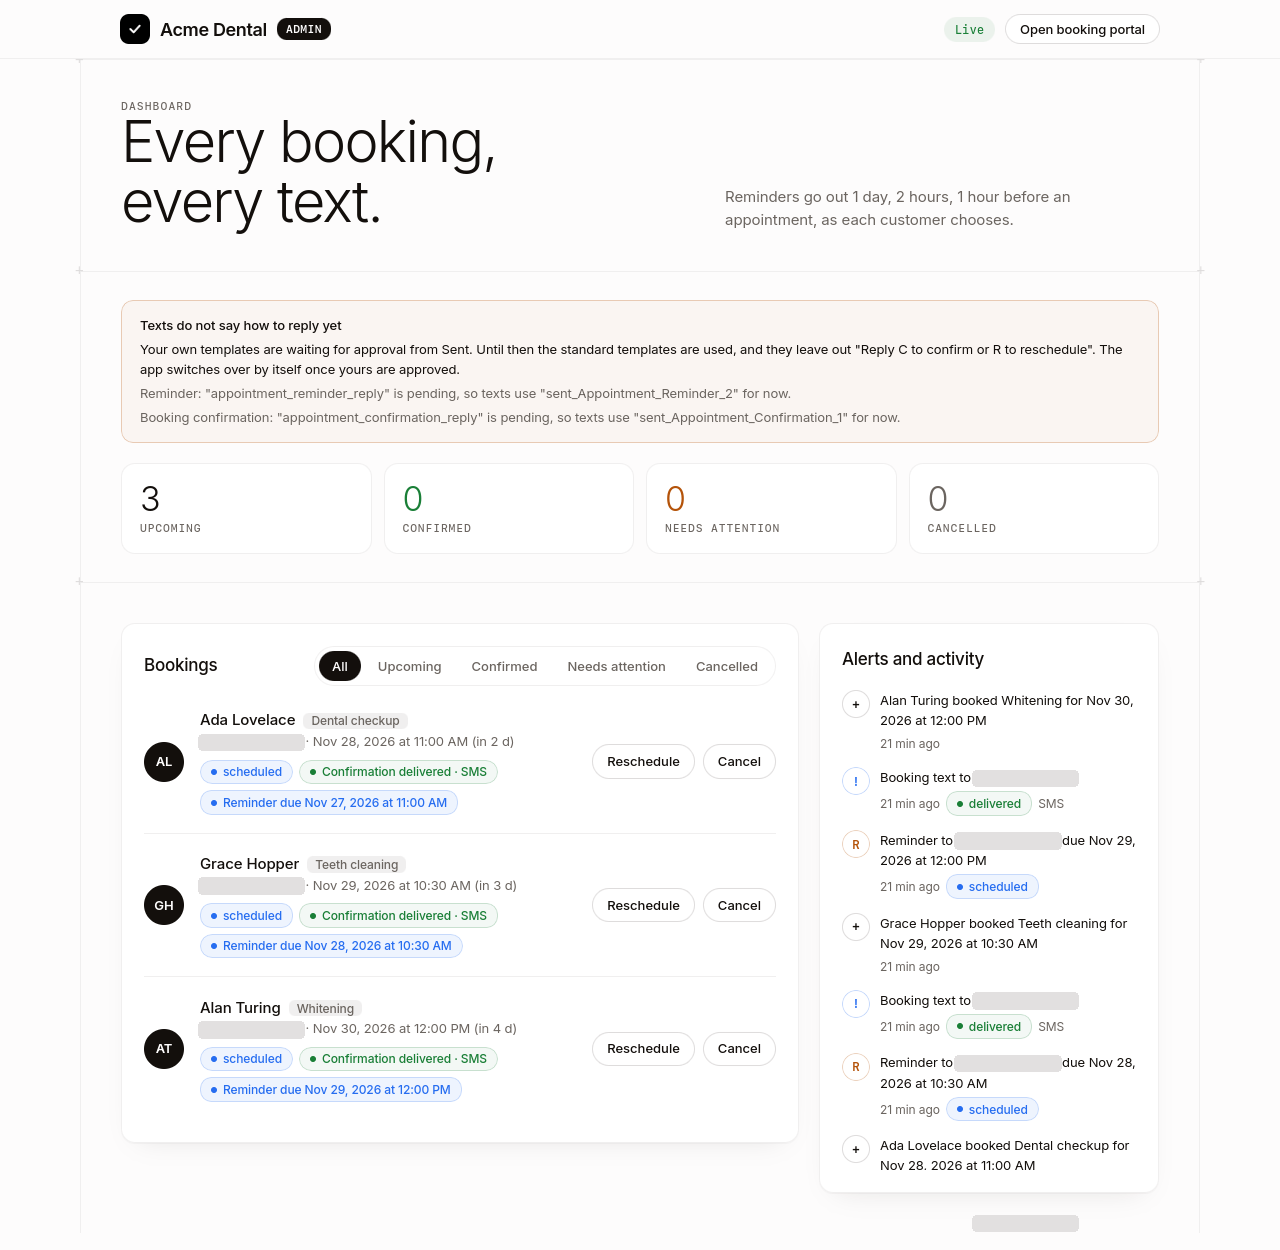 Acme Dental ADMIN
Live Open booking portal
DASHBOARD
Every booking,
every text.
Reminders go out 1 day, 2 hours, 1 hour before an
appointment, as each customer chooses.
Texts do not say how to reply yet
Your own templates are waiting for approval from Sent. Until then the standard templates are used, and they leave out "Reply C to confirm or R to reschedule". The
app switches over by itself once yours are approved.
Reminder: "appointment_reminder_reply" is pending, so texts use "sent_Appointment_Reminder_2" for now.
Booking confirmation: "appointment_confirmation_reply" is pending, so texts use "sent_Appointment_Confirmation_1" for now.
3
UPCOMING
0
CONFIRMED
0
NEEDS ATTENTION
0
CANCELLED
Bookings
All Upcoming Confirmed Needs attention Cancelled
AL
Ada Lovelace Dental checkup
· Nov 28, 2026 at 11:00 AM (in 2 d)
scheduled Confirmation delivered · SMS
Reminder due Nov 27, 2026 at 11:00 AM
Reschedule Cancel
GH
Grace Hopper Teeth cleaning
· Nov 29, 2026 at 10:30 AM (in 3 d)
scheduled Confirmation delivered · SMS
Reminder due Nov 28, 2026 at 10:30 AM
Reschedule Cancel
AT
Alan Turing Whitening
· Nov 30, 2026 at 12:00 PM (in 4 d)
scheduled Confirmation delivered · SMS
Reminder due Nov 29, 2026 at 12:00 PM
Reschedule Cancel
Alerts and activity
+ Alan Turing booked Whitening for Nov 30,
2026 at 12:00 PM
21 min ago
! Booking text to
21 min ago delivered SMS
R Reminder to due Nov 29,
2026 at 12:00 PM
21 min ago scheduled
+ Grace Hopper booked Teeth cleaning for
Nov 29, 2026 at 10:30 AM
21 min ago
! Booking text to
21 min ago delivered SMS
R Reminder to due Nov 28,
2026 at 10:30 AM
21 min ago scheduled
+ Ada Lovelace booked Dental checkup for
Nov 28, 2026 at 11:00 AM